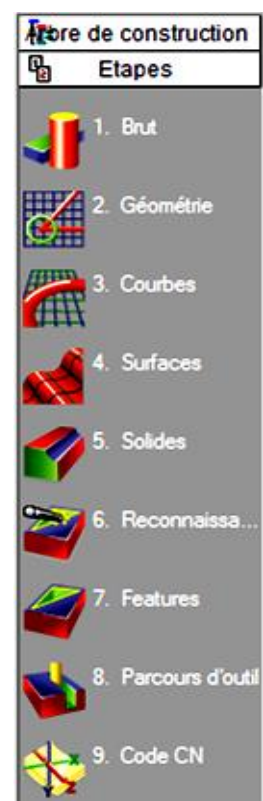 Arbre de construction
Etapes
1. Brut
2. Géométrie
3. Courbes
4. Surfaces
5. Solides
6. Reconnaissa...
7. Features
8. Parcours d'outil
9. Code CN